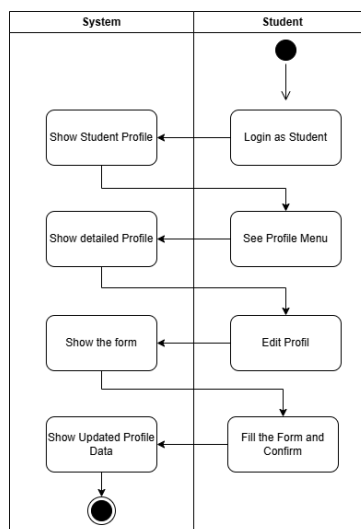 System
Student
Show Student Profile
Login as Student
Show detailed Profile
See Profile Menu
Show the form
Edit Profil
Show Updated Profile
Data
Fill the Form and
Confirm